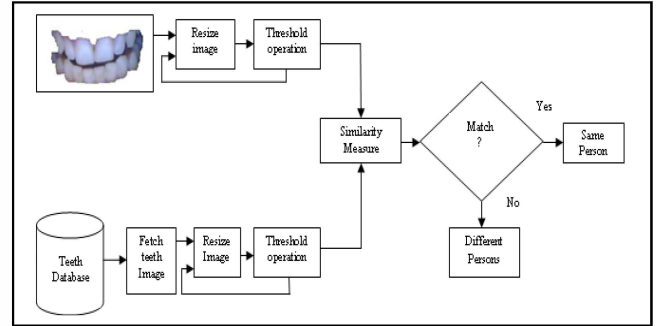 Resize
image
Threshold
operation
Similarity
Measure
Match
?
Yes
Same
Person
No
Different
Persons
Teeth
Database
Fetch
teeth
Image
Resize
Image
Threshold
operation